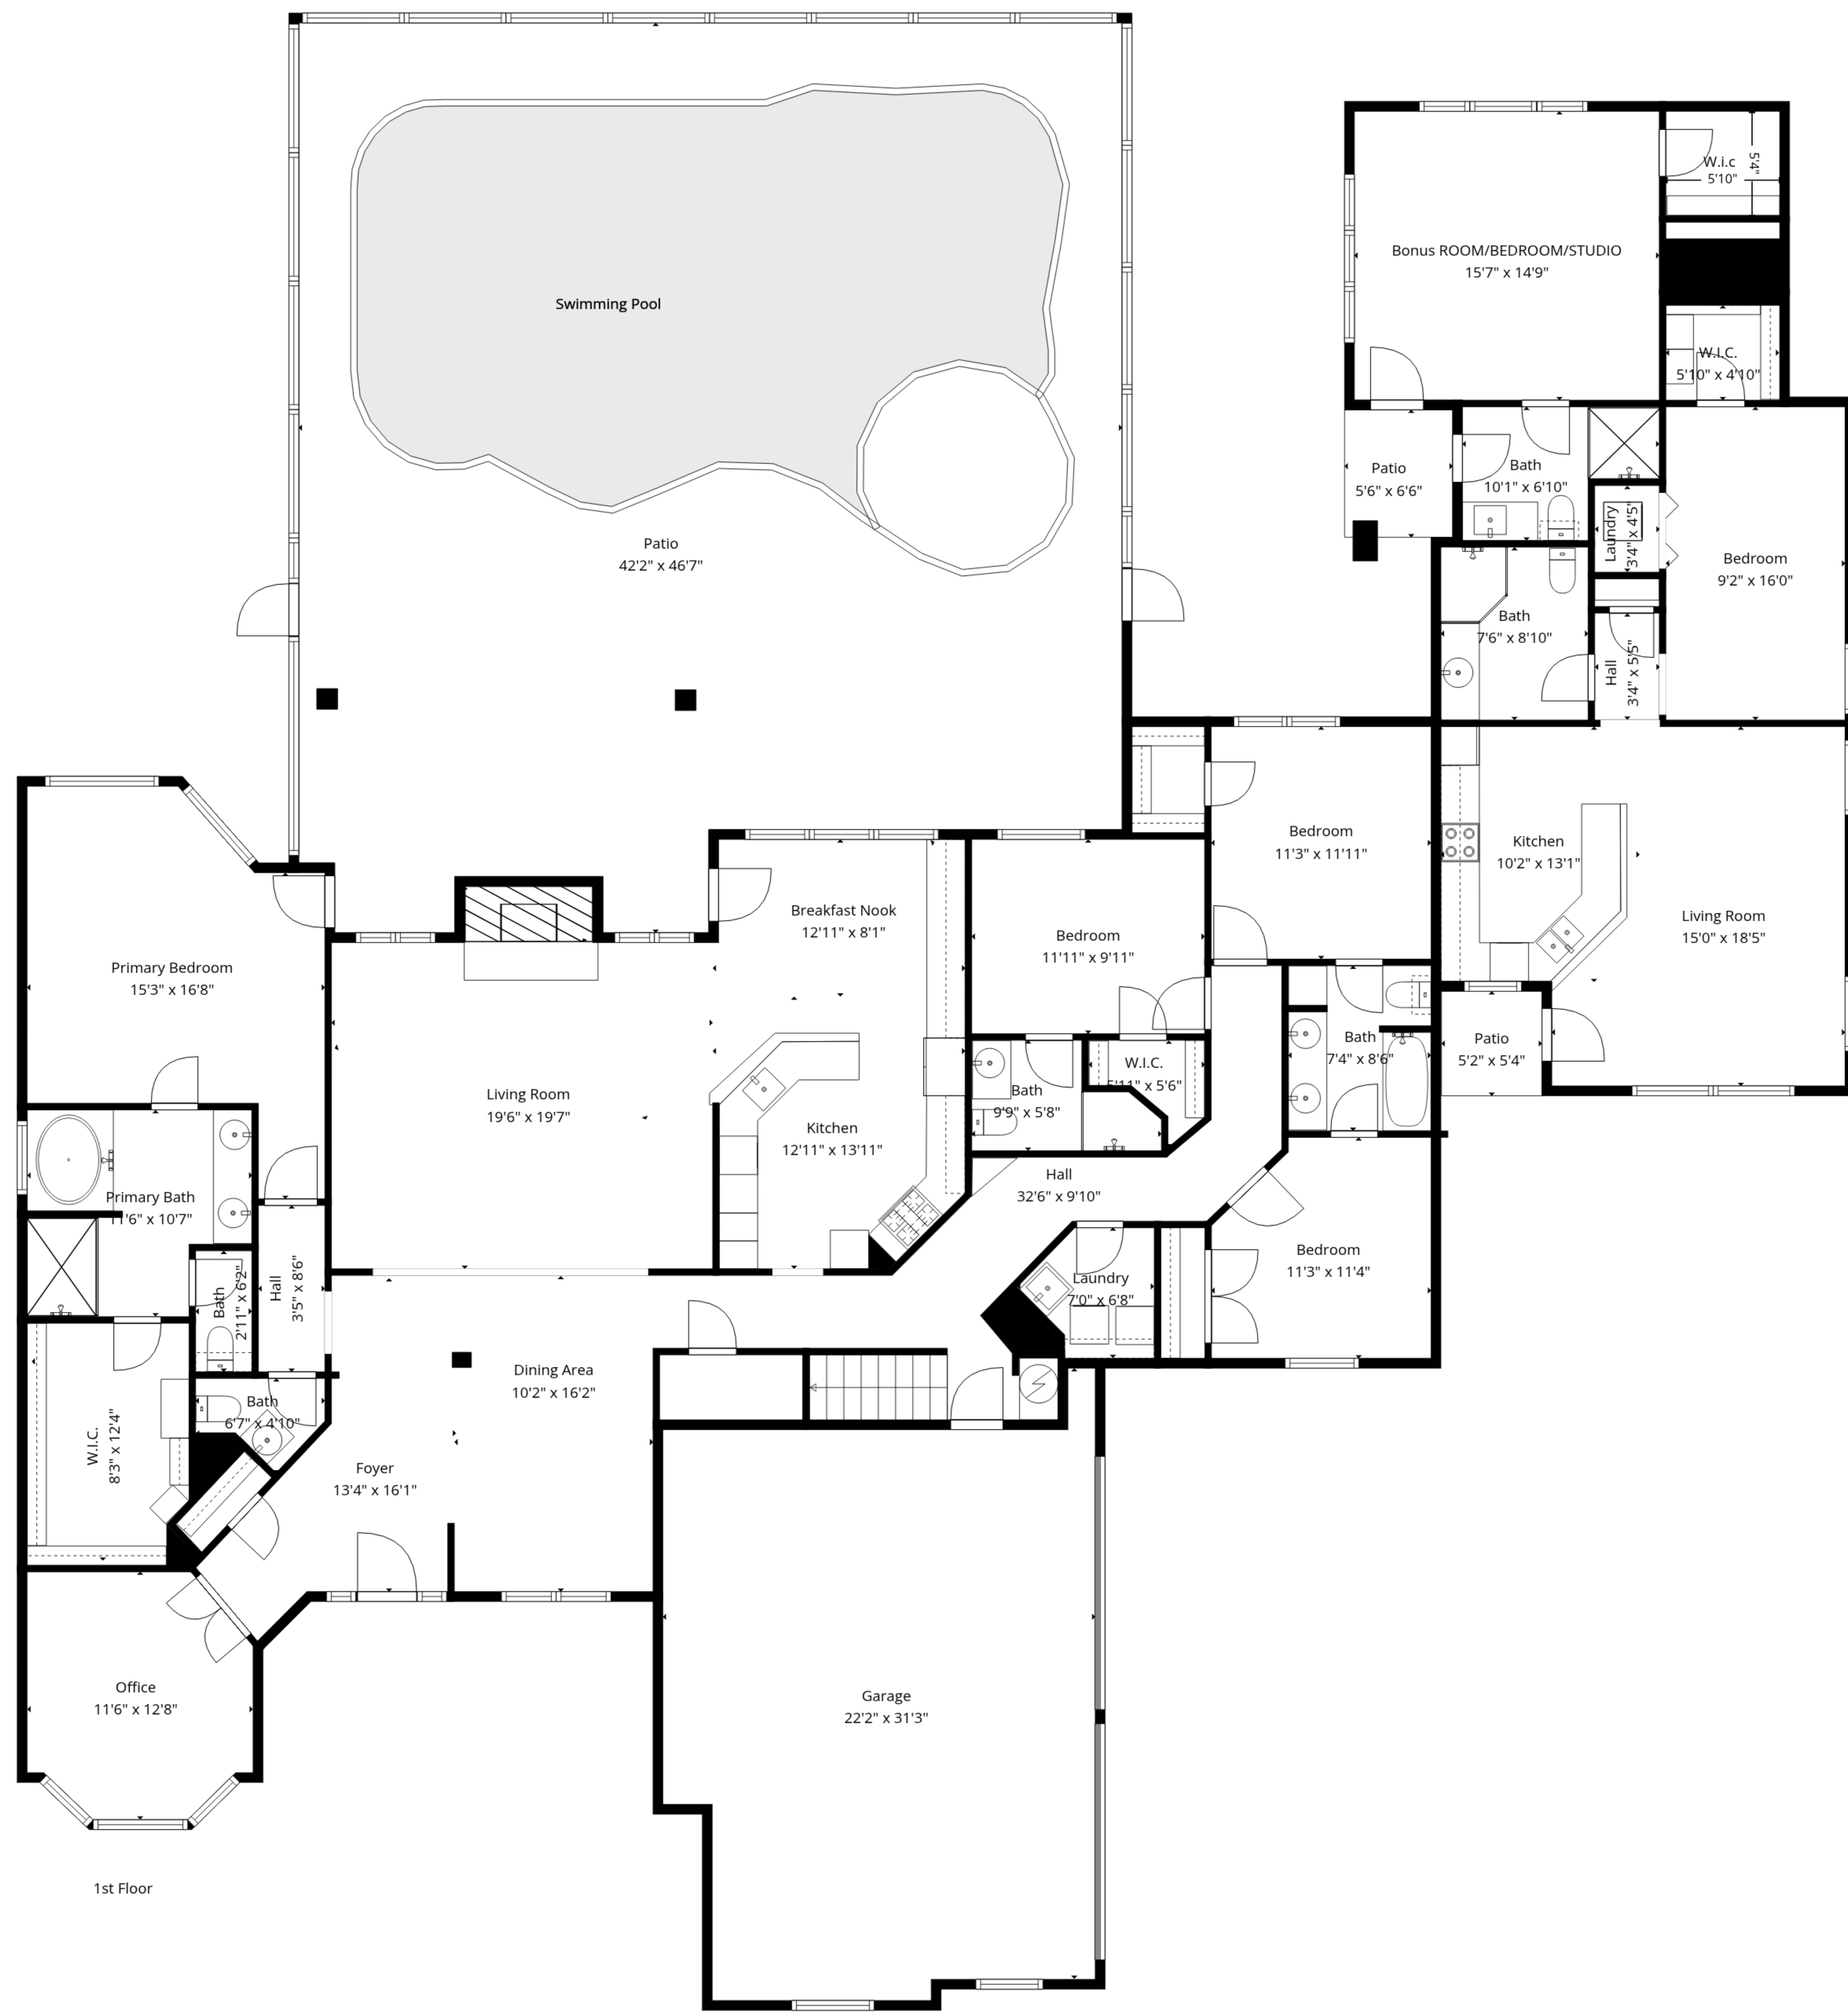 Swimming Pool
Patio
42'2" x 46'7"
W.i.c
5'10"
5'4"
Bonus ROOM/BEDROOM/STUDIO
15'7" x 14'9"
W.I.C.
5'10" x 4'10"
Patio
5'6" x 6'6"
Bath
10'1" x 6'10"
Laundry
3'4" x 4'5"
Bedroom
9'2" x 16'0"
Bath
7'6" x 8'10"
Hall
3'4" x 5'5"
Bedroom
11'3" x 11'11"
Kitchen
10'2" x 13'1"
Living Room
15'0" x 18'5"
Breakfast Nook
12'11" x 8'1"
Bedroom
11'11" x 9'11"
Primary Bedroom
15'3" x 16'8"
Living Room
19'6" x 19'7"
Kitchen
12'11" x 13'11"
Bath
9'9" x 5'8"
W.I.C.
5'11" x 5'6"
Bath
7'4" x 8'6"
Patio
5'2" x 5'4"
Primary Bath
11'6" x 10'7"
Hall
32'6" x 9'10"
Bath
2'11" x 6'2"
Hall
3'5" x 8'6"
Laundry
7'0" x 6'8"
Bedroom
11'3" x 11'4"
Dining Area
10'2" x 16'2"
Bath
6'7" x 4'10"
W.I.C.
8'3" x 12'4"
Foyer
13'4" x 16'1"
Office
11'6" x 12'8"
Garage
22'2" x 31'3"
1st Floor